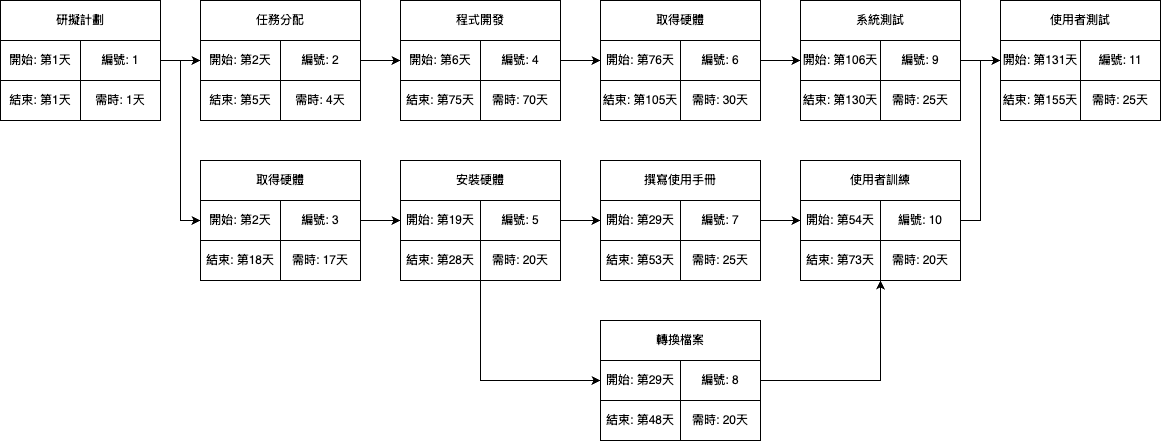 研擬計劃
開始: 第1天 編號: 1
結束: 第1天 需時: 1天
任務分配
開始: 第2天 編號: 2
結束: 第5天 需時: 4天
程式開發
開始: 第6天 編號: 4
結束: 第75天 需時: 70天
取得硬體
開始: 第76天 編號: 6
結束: 第105天 需時: 30天
系統測試
開始: 第106天 編號: 9
結束: 第130天 需時: 25天
使用者測試
開始: 第131天 編號: 11
結束: 第155天 需時: 25天
取得硬體
開始: 第2天 編號: 3
結束: 第18天 需時: 17天
安裝硬體
開始: 第19天 編號: 5
結束: 第28天 需時: 20天
撰寫使用手冊
開始: 第29天 編號: 7
結束: 第53天 需時: 25天
使用者訓練
開始: 第54天 編號: 10
結束: 第73天 需時: 20天
轉換檔案
開始: 第29天 編號: 8
結束: 第48天 需時: 20天